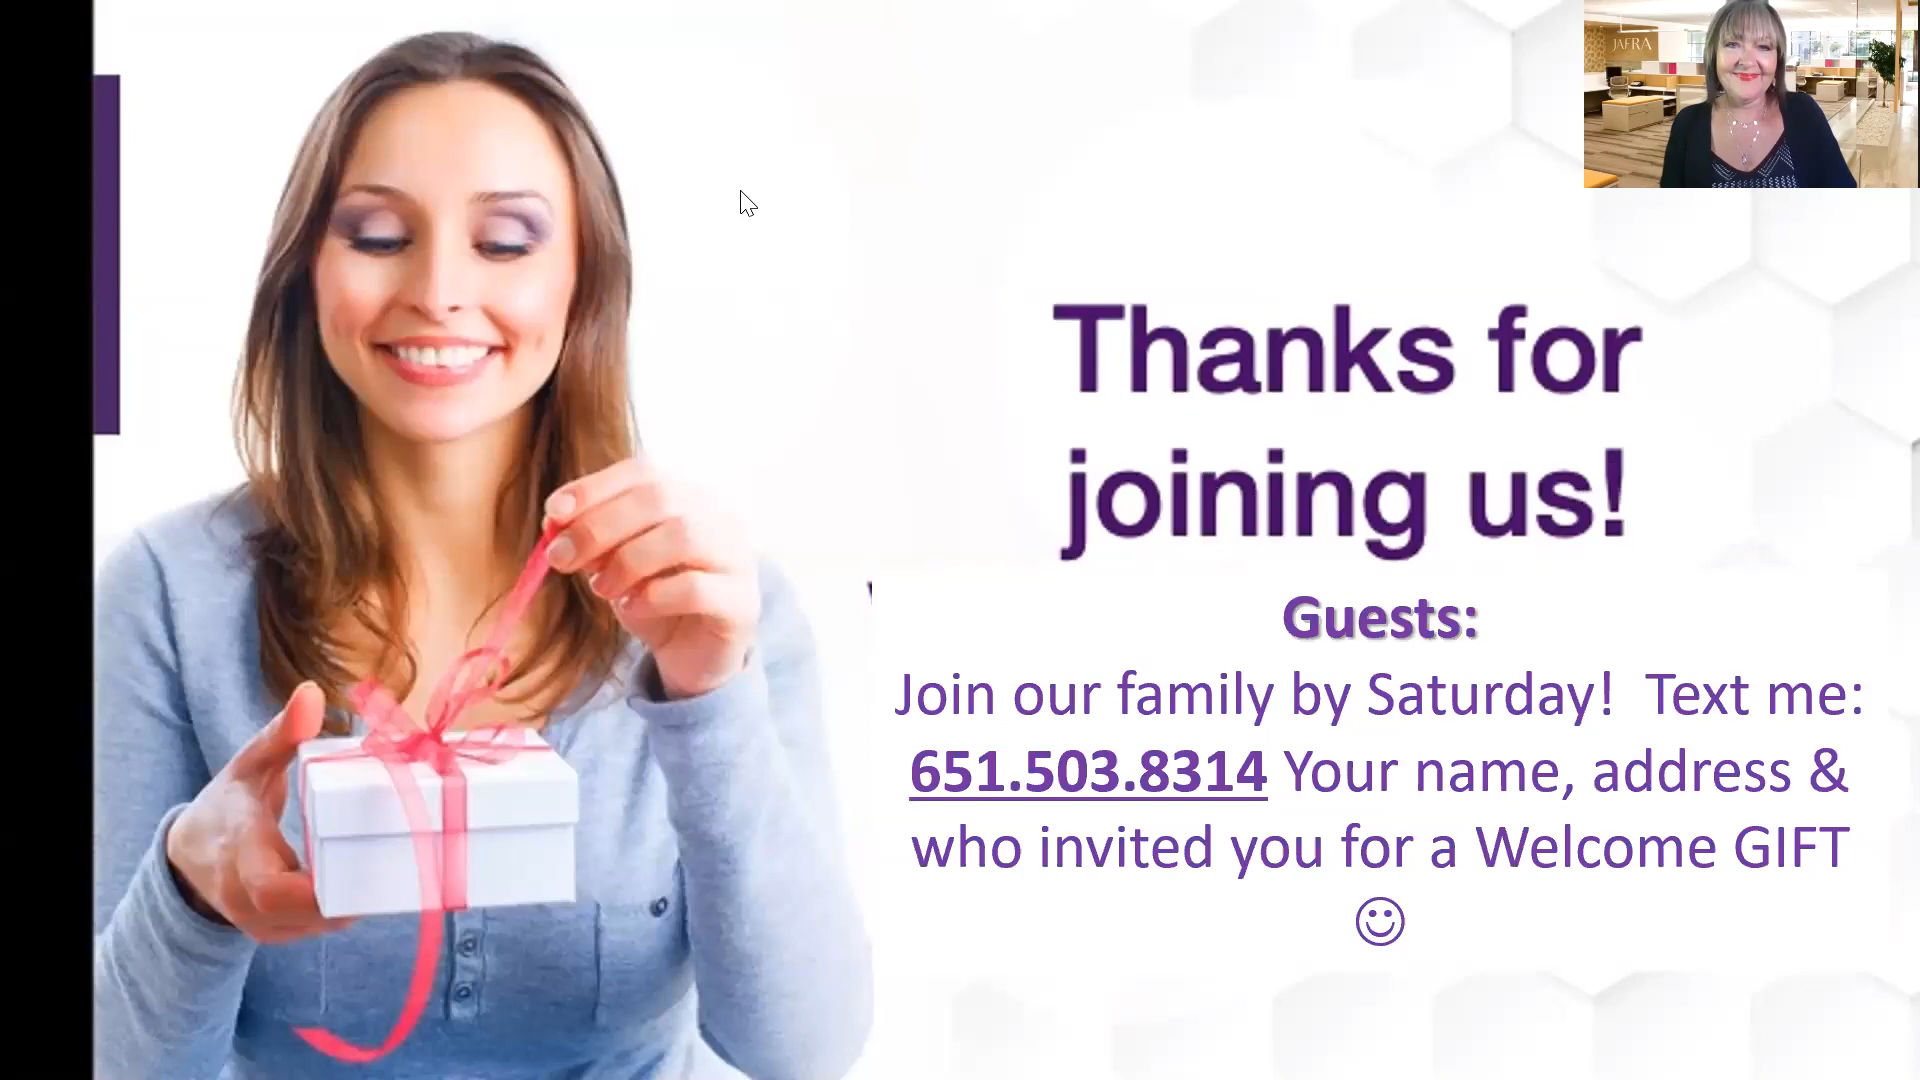 JAFRA
Thanks for
joining us!
Guests:
Join our family by Saturday!  Text me:
651.503.8314 Your name, address &
who invited you for a Welcome GIFT
☺